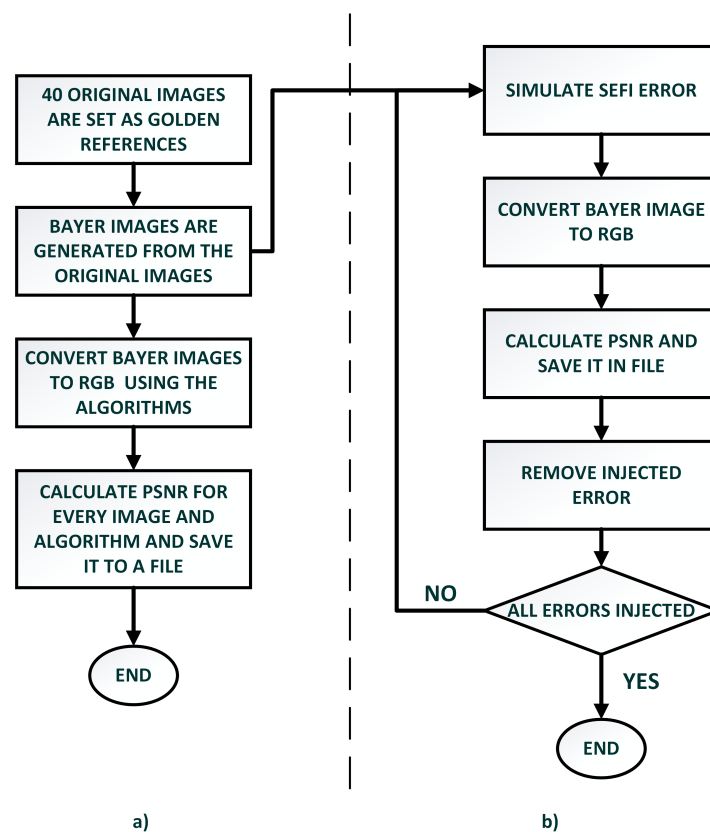 40 ORIGINAL IMAGES
ARE SET AS GOLDEN
REFERENCES
BAYER IMAGES ARE
GENERATED FROM THE
ORIGINAL IMAGES
CONVERT BAYER IMAGES
TO RGB USING THE
ALGORITHMS
CALCULATE PSNR FOR
EVERY IMAGE AND
ALGORITHM AND SAVE
IT TO A FILE
END
a)
SIMULATE SEFI ERROR
CONVERT BAYER IMAGE
TO RGB
CALCULATE PSNR AND
SAVE IT IN FILE
REMOVE INJECTED
ERROR
ALL ERRORS INJECTED
NO
YES
END
b)